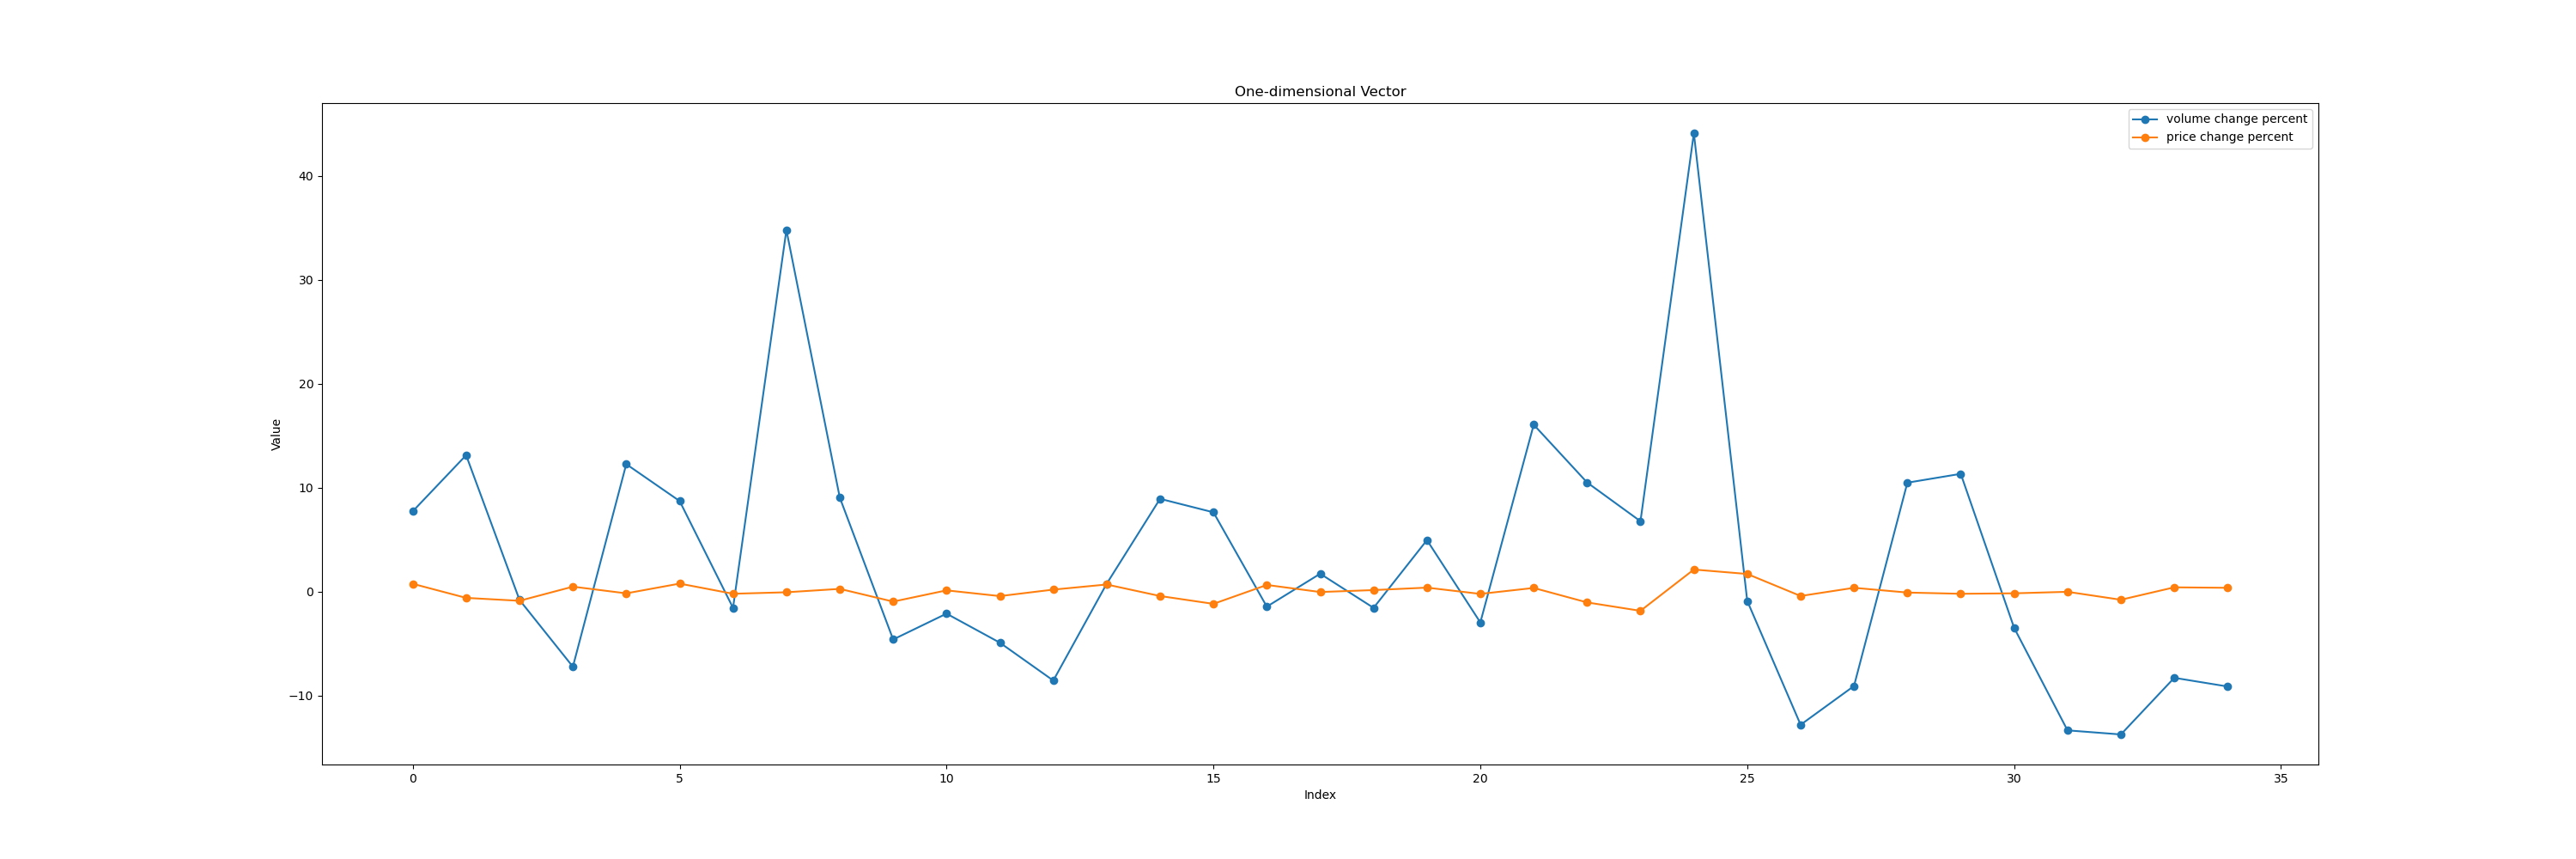 One-dimensional Vector
volume change percent
price change percent
40
30
20
10
0
−10
Value
0 5 10 15 20 25 30 35
Index